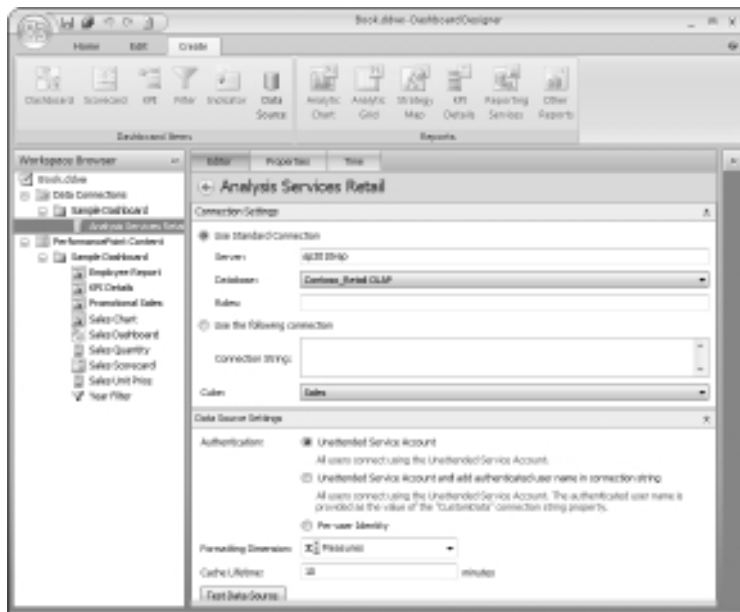 Book.ddwx - Dashboard Designer
Home Edit Create
Dashboard Scorecard KPI Filter Indicator Data Source
Analytic Chart Analytic Grid Strategy Map KPI Details Reporting Services Other Reports
Dashboard Items Reports
Workspace Browser
Editor Properties Time
Book.ddwx
Data Connections
Sample Dashboard
Analysis Services Retai
PerformancePoint Content
Sample Dashboard
Employee Report
KPI Details
Promotional Sales
Sales Chart
Sales Dashboard
Sales Quantity
Sales Scorecard
Sales Unit Price
Year Filter
Analysis Services Retail
Connection Settings
Use Standard Connection
Server:
Database: Contoso_Retail OLAP
Roles:
Use the following connection
Connection String:
Cube: Sales
Data Source Settings
Authentication: Unattended Service Account
All users connect using the Unattended Service Account.
Unattended Service Account and add authenticated user name in connection string
All users connect using the Unattended Service Account. The authenticated user name is
provided as the value of the "CustomData" connection string property.
Per-user Identity
Formatting Dimension: Measures
Cache Lifetime: 10 minutes
Test Data Source